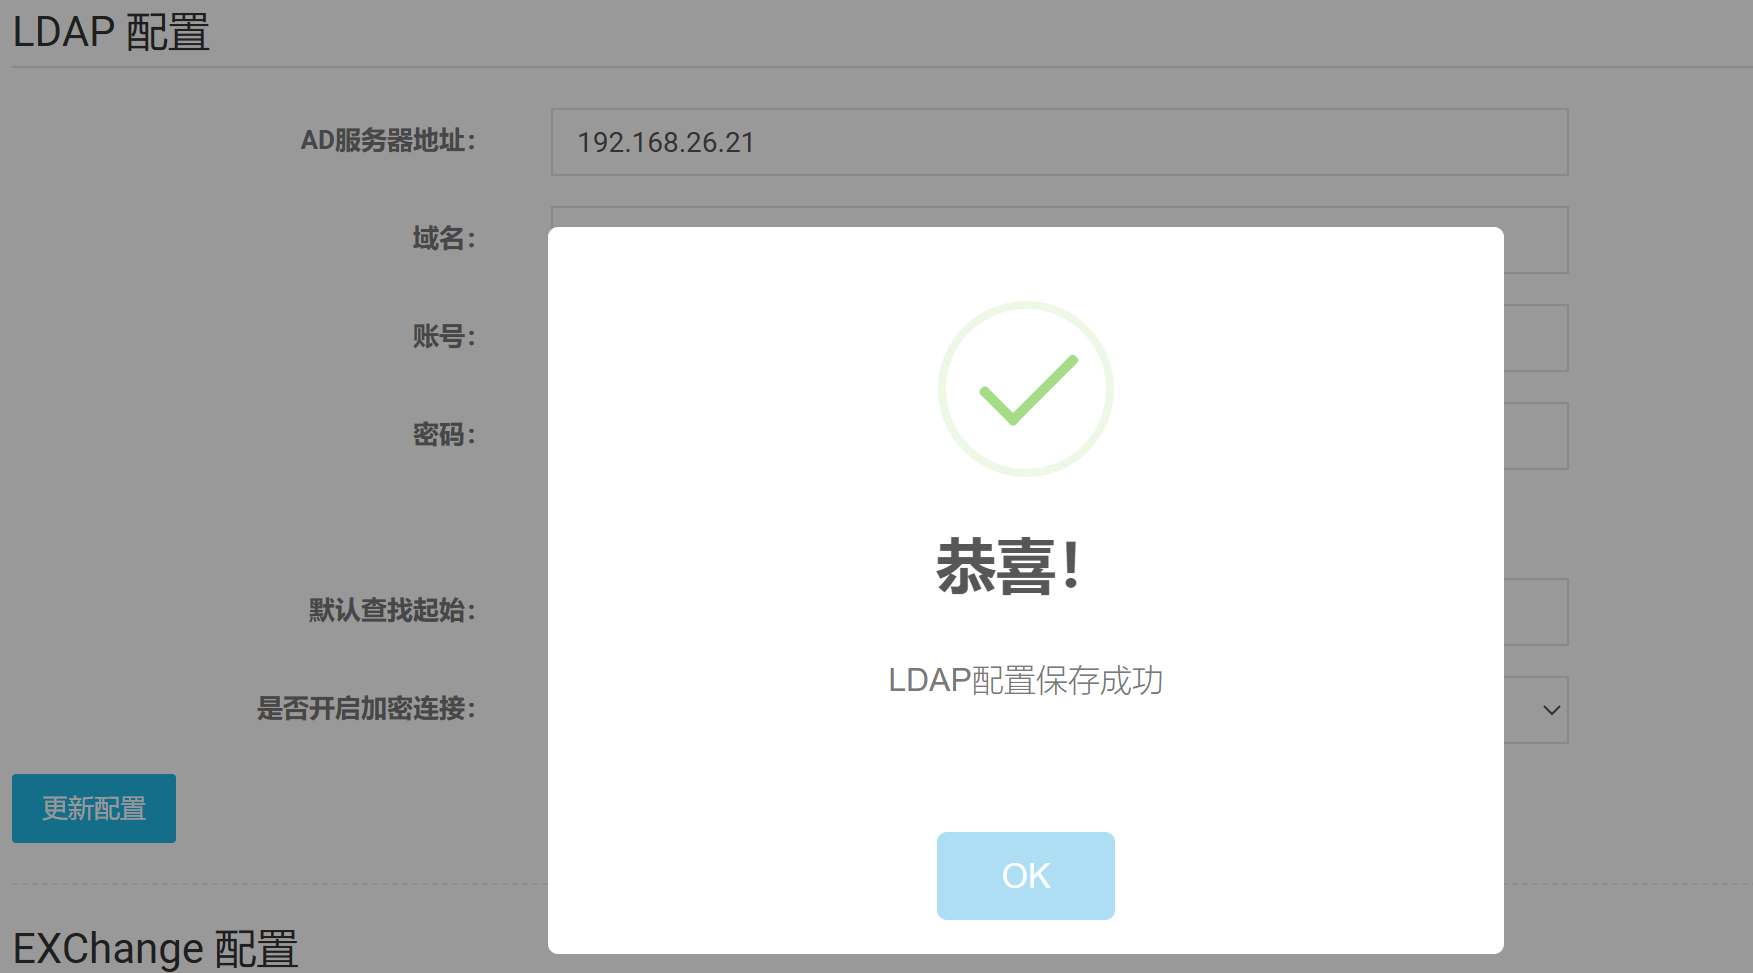 LDAP 配置
AD服务器地址：
192.168.26.21
域名：
账号：
密码：
恭喜！
默认查找起始：
LDAP配置保存成功
是否开启加密连接：
更新配置
OK
EXChange 配置